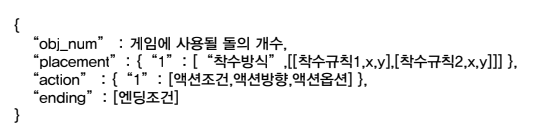 {
“obj_num” : 게임에 사용될 돌의 개수,
“placement” : { “1” : [ “착수방식” ,[[착수규칙1,x,y],[착수규칙2,x,y]]] },
“action” : { “1” : [액션조건,액션방향,액션옵션] },
“ending” : [엔딩조건]
}